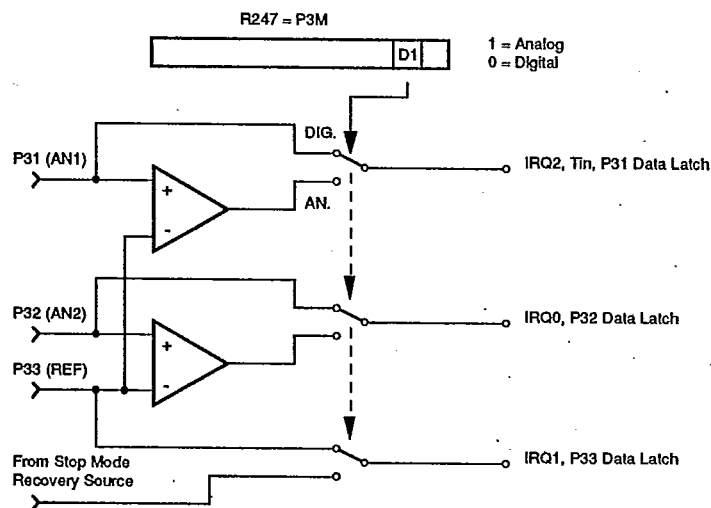 R247 = P3M
D1
1 = Analog
0 = Digital
DIG.
P31 (AN1)
IRQ2, Tin, P31 Data Latch
+
AN.
-
P32 (AN2)
IRQ0, P32 Data Latch
+
P33 (REF)
-
From Stop Mode
Recovery Source
IRQ1, P33 Data Latch